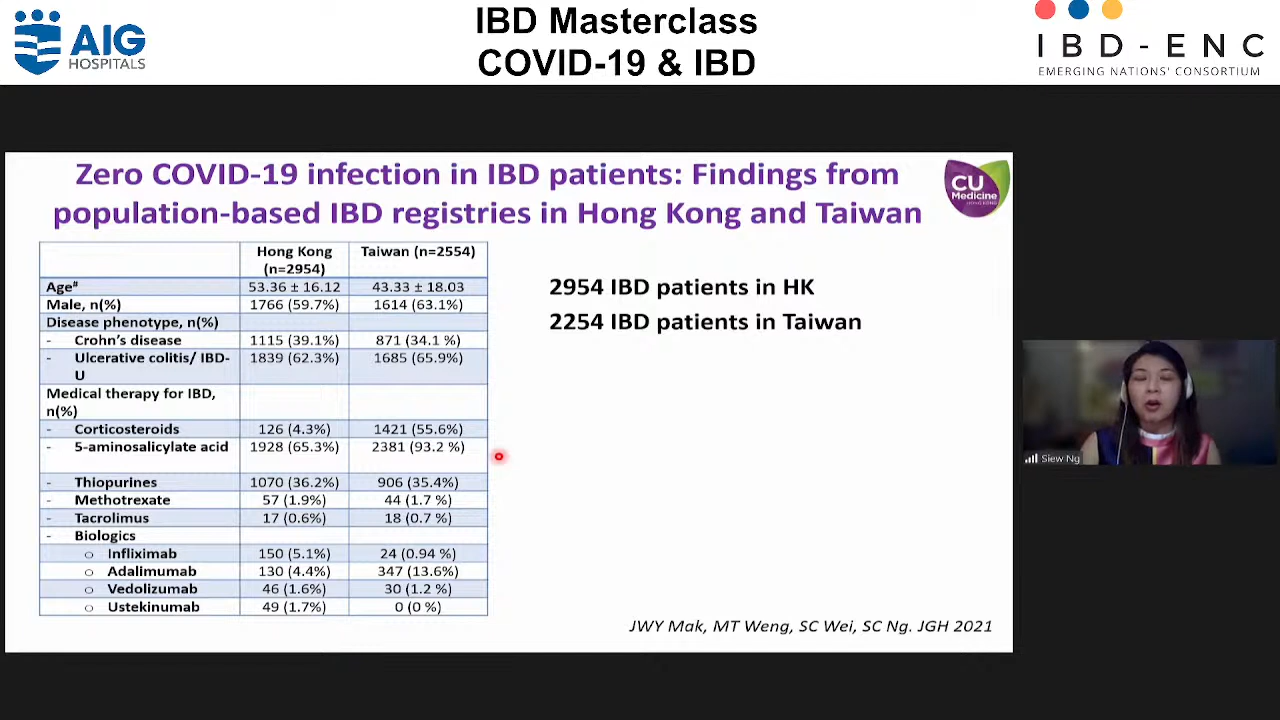 AIG
HOSPITALS
IBD Masterclass
COVID-19 & IBD
IBD-ENC
EMERGING NATIONS' CONSORTIUM
Zero COVID-19 infection in IBD patients: Findings from
population-based IBD registries in Hong Kong and Taiwan
CU
Medicine
HONG KONG
Hong Kong (n=2954) Taiwan (n=2554)
Age# 53.36 ± 16.12 43.33 ± 18.03
Male, n(%) 1766 (59.7%) 1614 (63.1%)
Disease phenotype, n(%)
- Crohn's disease 1115 (39.1%) 871 (34.1 %)
- Ulcerative colitis/ IBD-U 1839 (62.3%) 1685 (65.9%)
Medical therapy for IBD, n(%)
- Corticosteroids 126 (4.3%) 1421 (55.6%)
- 5-aminosalicylate acid 1928 (65.3%) 2381 (93.2 %)
- Thiopurines 1070 (36.2%) 906 (35.4%)
- Methotrexate 57 (1.9%) 44 (1.7 %)
- Tacrolimus 17 (0.6%) 18 (0.7 %)
- Biologics
o Infliximab 150 (5.1%) 24 (0.94 %)
o Adalimumab 130 (4.4%) 347 (13.6%)
o Vedolizumab 46 (1.6%) 30 (1.2 %)
o Ustekinumab 49 (1.7%) 0 (0 %)
2954 IBD patients in HK
2254 IBD patients in Taiwan
JWY Mak, MT Weng, SC Wei, SC Ng. JGH 2021
Siew Ng